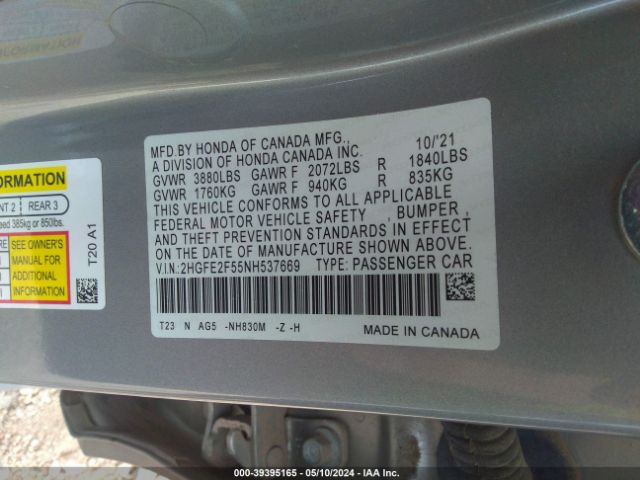 MFD.BY HONDA OF CANADA MFG., 10/'21
A DIVISION OF HONDA CANADA INC.
GVWR 3880LBS GAWR F 2072LBS R 1840LBS
GVWR 1760KG GAWR F 940KG R 835KG
THIS VEHICLE CONFORMS TO ALL APPLICABLE
FEDERAL MOTOR VEHICLE SAFETY , BUMPER ,
AND THEFT PREVENTION STANDARDS IN EFFECT
ON THE DATE OF MANUFACTURE SHOWN ABOVE.
V.I.N.:2HGFE2F55NH537669 TYPE: PASSENGER CAR
T23 N AG5 -NH830M -Z -H
MADE IN CANADA
REAR 3
385kg or 850lbs.
SEE OWNER'S
MANUAL FOR
ADDITIONAL
INFORMATION
T20 A1
000-39395165 - 05/10/2024 - IAA Inc.